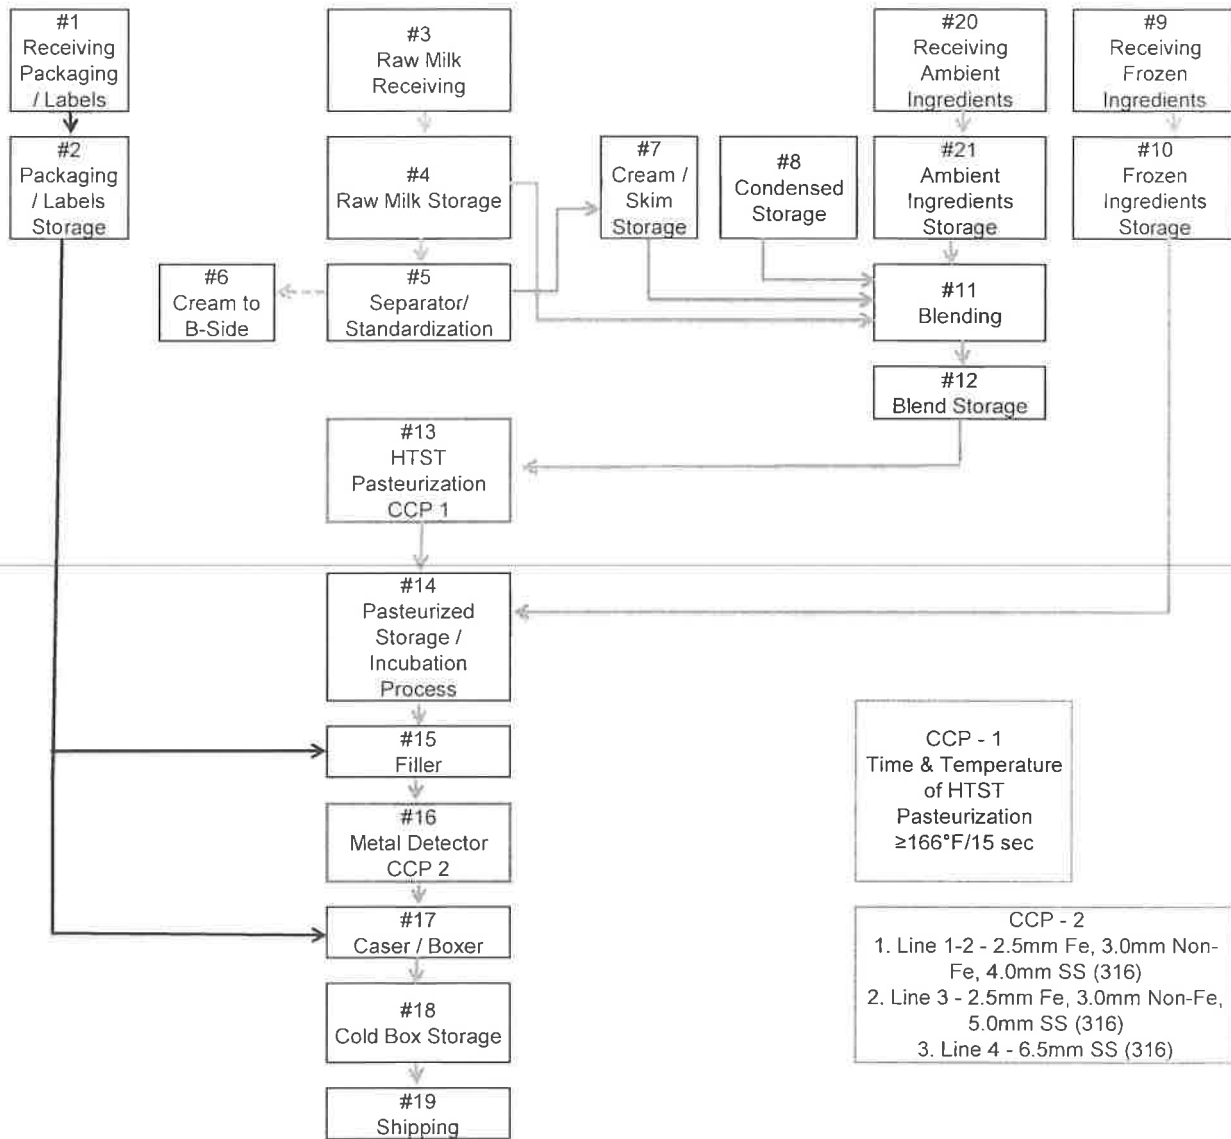 #1
Receiving
Packaging
/ Labels
#2
Packaging
/ Labels
Storage
#3
Raw Milk
Receiving
#4
Raw Milk Storage
#5
Separator/
Standardization
#6
Cream to
B-Side
#7
Cream /
Skim
Storage
#8
Condensed
Storage
#20
Receiving
Ambient
Ingredients
#21
Ambient
Ingredients
Storage
#9
Receiving
Frozen
Ingredients
#10
Frozen
Ingredients
Storage
#11
Blending
#12
Blend Storage
#13
HTST
Pasteurization
CCP 1
#14
Pasteurized
Storage /
Incubation
Process
#15
Filler
#16
Metal Detector
CCP 2
#17
Caser / Boxer
#18
Cold Box Storage
#19
Shipping
CCP - 1
Time & Temperature
of HTST
Pasteurization
≥166°F/15 sec
CCP - 2
1. Line 1-2 - 2.5mm Fe, 3.0mm Non-
Fe, 4.0mm SS (316)
2. Line 3 - 2.5mm Fe, 3.0mm Non-Fe,
5.0mm SS (316)
3. Line 4 - 6.5mm SS (316)